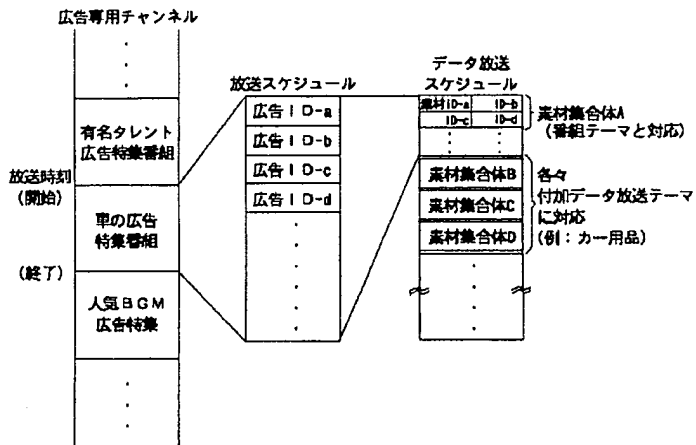 広告専用チャンネル
有名タレント
広告特集番組
放送時刻
(開始)
車の広告
特集番組
(終了)
人気BGM
広告特集
放送スケジュール
広告ID-a
広告ID-b
広告ID-c
広告ID-d
データ放送
スケジュール
素材ID-a
ID-b
ID-c
ID-d
素材集合体A
(番組テーマと対応)
素材集合体B
素材集合体C
素材集合体D
各々
付加データ放送テーマ
に対応
(例:カー用品)